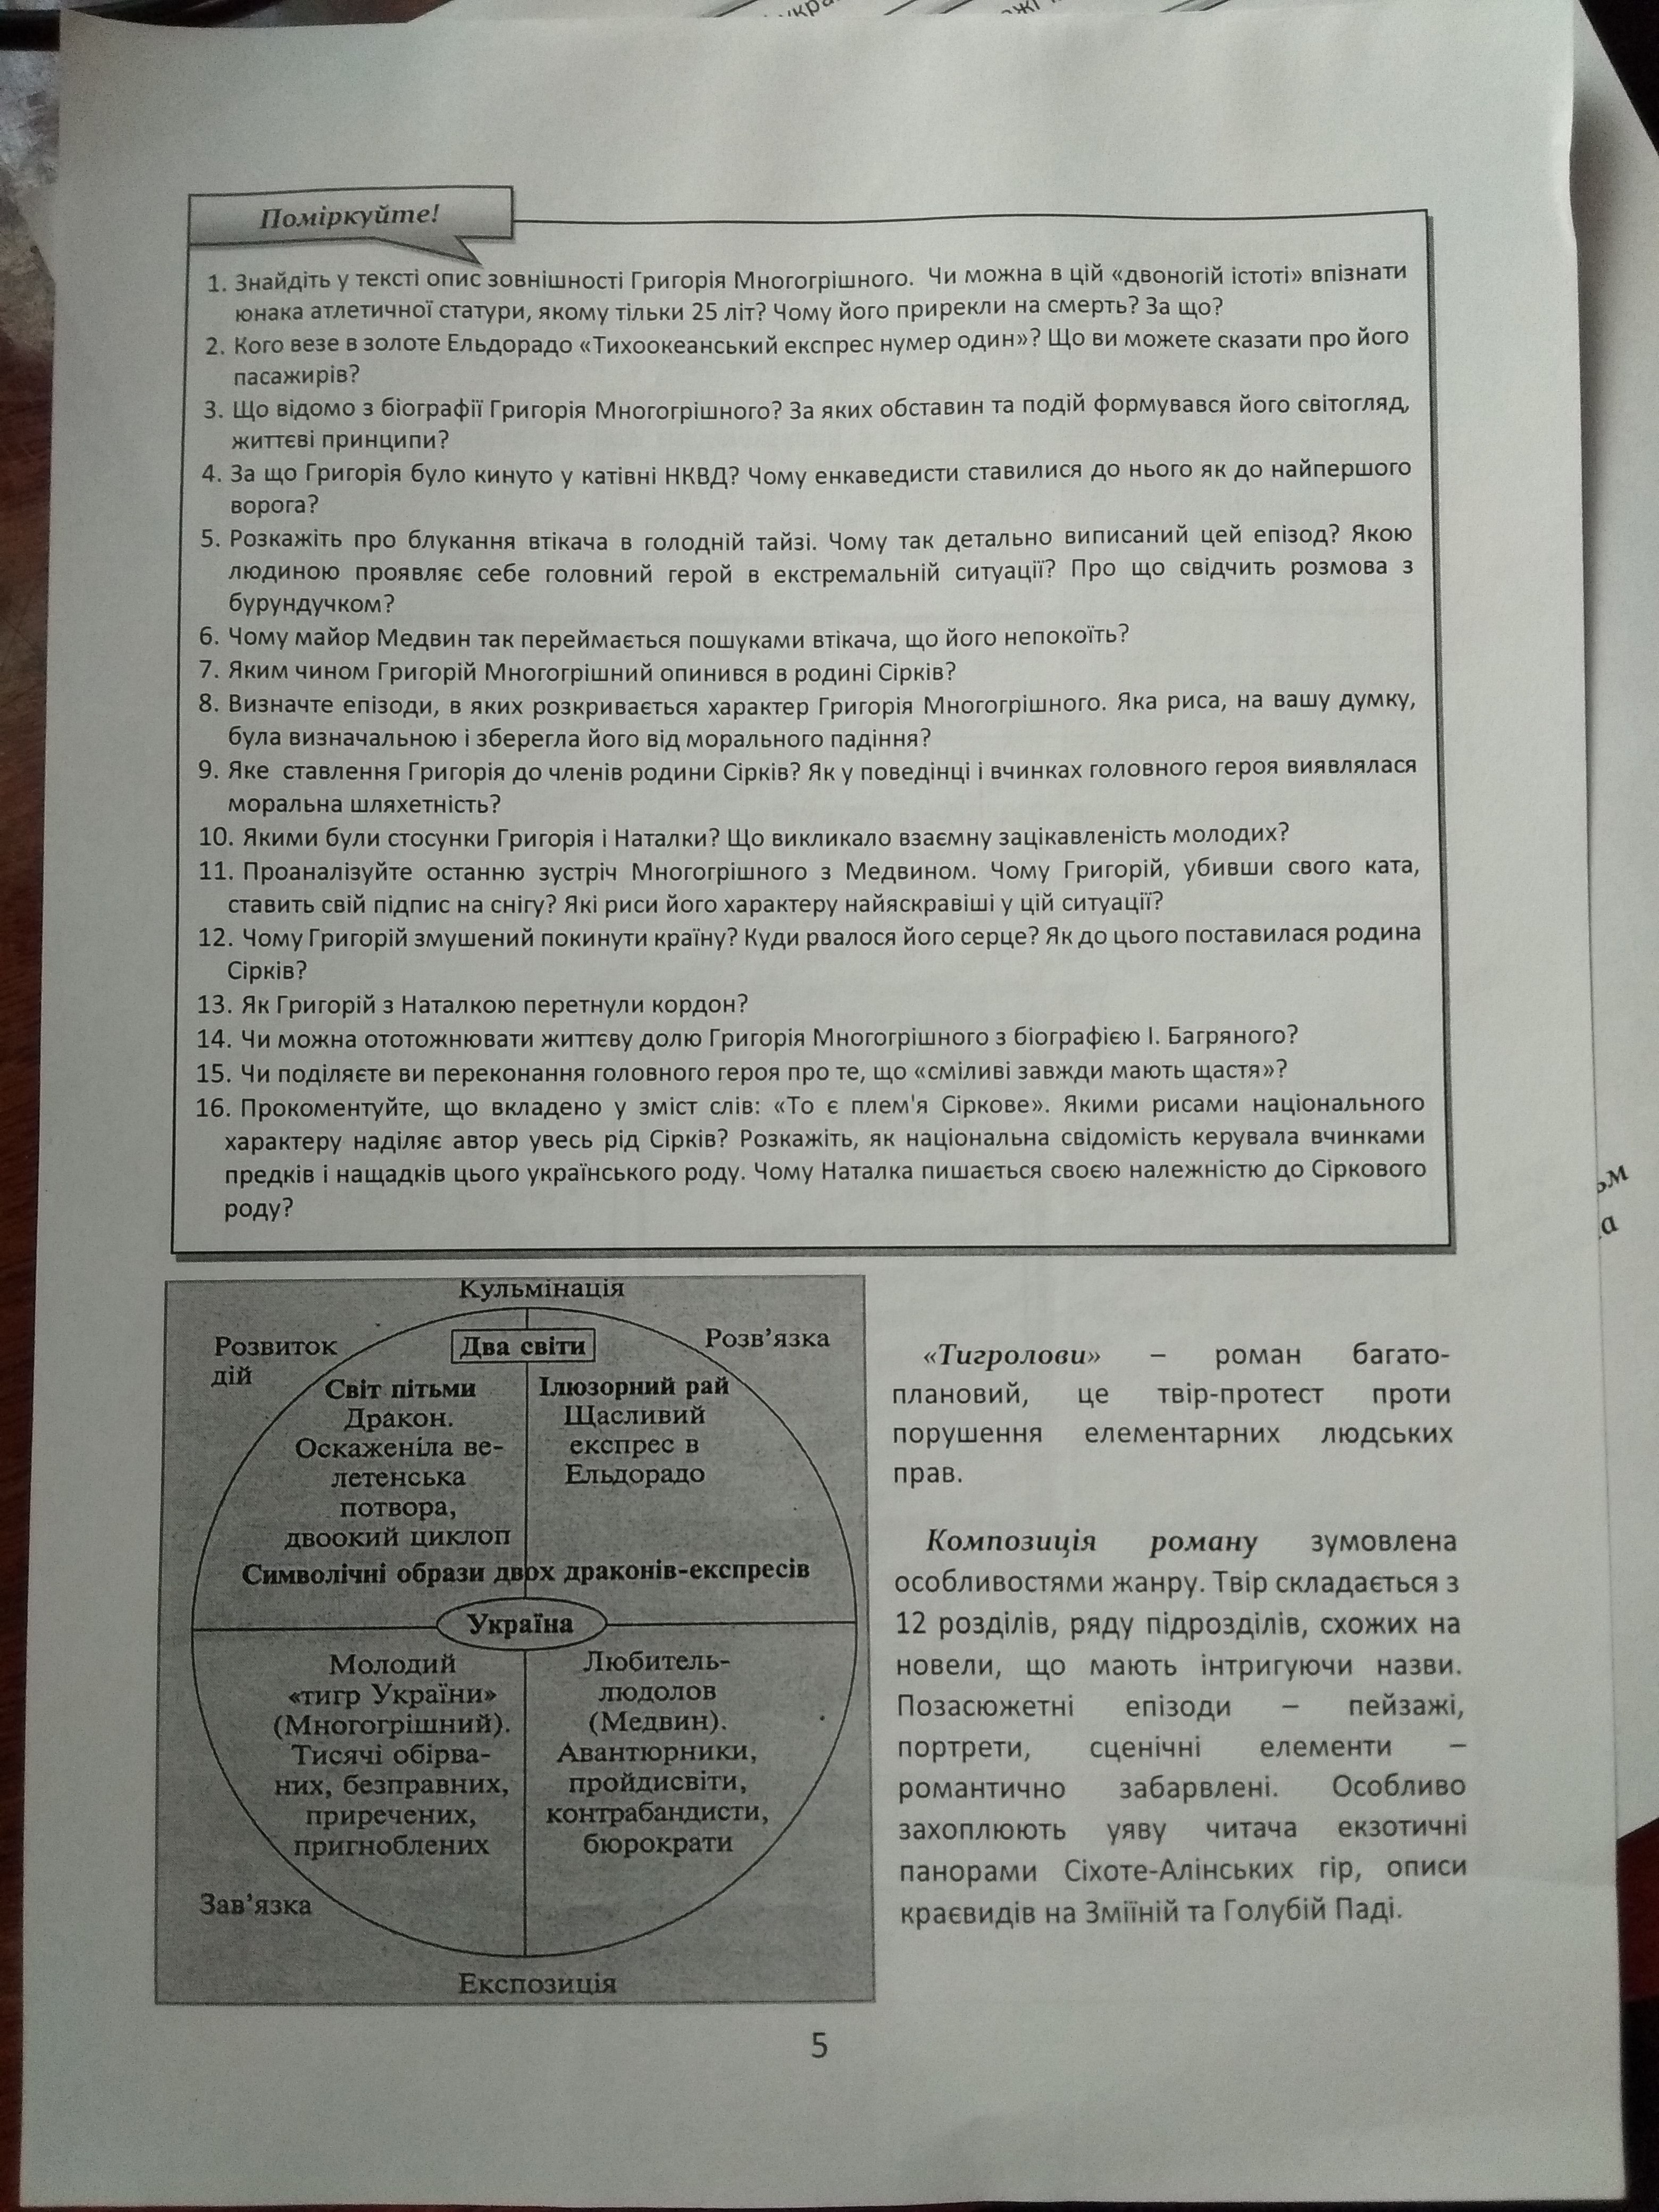 Поміркуйте!
1. Знайдіть у тексті опис зовнішності Григорія Многогрішного. Чи можна в цій «двоногій істоті» впізнати
юнака атлетичної статури, якому тільки 25 літ? Чому його прирекли на смерть? За що?
2. Кого везе в золоте Ельдорадо «Тихоокеанський експрес нумер один»? Що ви можете сказати про його
пасажирів?
3. Що відомо з біографії Григорія Многогрішного? За яких обставин та подій формувався його світогляд,
життєві принципи?
4. За що Григорія було кинуто у катівні НКВД? Чому енкаведисти ставилися до нього як до найпершого
ворога?
5. Розкажіть про блукання втікача в голодній тайзі. Чому так детально виписаний цей епізод? Якою
людиною проявляє себе головний герой в екстремальній ситуації? Про що свідчить розмова з
бурундучком?
6. Чому майор Медвин так переймається пошуками втікача, що його непокоїть?
7. Яким чином Григорій Многогрішний опинився в родині Сірків?
8. Визначте епізоди, в яких розкривається характер Григорія Многогрішного. Яка риса, на вашу думку,
була визначальною і зберегла його від морального падіння?
9. Яке ставлення Григорія до членів родини Сірків? Як у поведінці і вчинках головного героя виявлялася
моральна шляхетність?
10. Якими були стосунки Григорія і Наталки? Що викликало взаємну зацікавленість молодих?
11. Проаналізуйте останню зустріч Многогрішного з Медвином. Чому Григорій, убивши свого ката,
ставить свій підпис на снігу? Які риси його характеру найяскравіші у цій ситуації?
12. Чому Григорій змушений покинути країну? Куди рвалося його серце? Як до цього поставилася родина
Сірків?
13. Як Григорій з Наталкою перетнули кордон?
14. Чи можна ототожнювати життєву долю Григорія Многогрішного з біографією І. Багряного?
15. Чи поділяєте ви переконання головного героя про те, що «сміливі завжди мають щастя»?
16. Прокоментуйте, що вкладено у зміст слів: «То є плем'я Сіркове». Якими рисами національного
характеру наділяє автор увесь рід Сірків? Розкажіть, як національна свідомість керувала вчинками
предків і нащадків цього українського роду. Чому Наталка пишається своєю належністю до Сіркового
роду?
Кульмінація
Розвиток
дій
Розв’язка
Два світи
Світ пітьми
Дракон.
Оскаженіла ве-
летенська
потвора,
двоокий циклоп
Ілюзорний рай
Щасливий
експрес в
Ельдорадо
Символічні образи двох драконів-експресів
Україна
Молодий
«тигр України»
(Многогрішний).
Тисячі обірва-
них, безправних,
приречених,
пригноблених
Любитель-
людолов
(Медвин).
Авантюрники,
пройдисвіти,
контрабандисти,
бюрократи
Зав’язка
Експозиція
«Тигролови» – роман багато-
плановий, це твір-протест проти
порушення елементарних людських
прав.
Композиція роману зумовлена
особливостями жанру. Твір складається з
12 розділів, ряду підрозділів, схожих на
новели, що мають інтригуючи назви.
Позасюжетні епізоди – пейзажі,
портрети, сценічні елементи –
романтично забарвлені. Особливо
захоплюють уяву читача екзотичні
панорами Сіхоте-Алінських гір, описи
краєвидів на Зміїній та Голубій Паді.
5